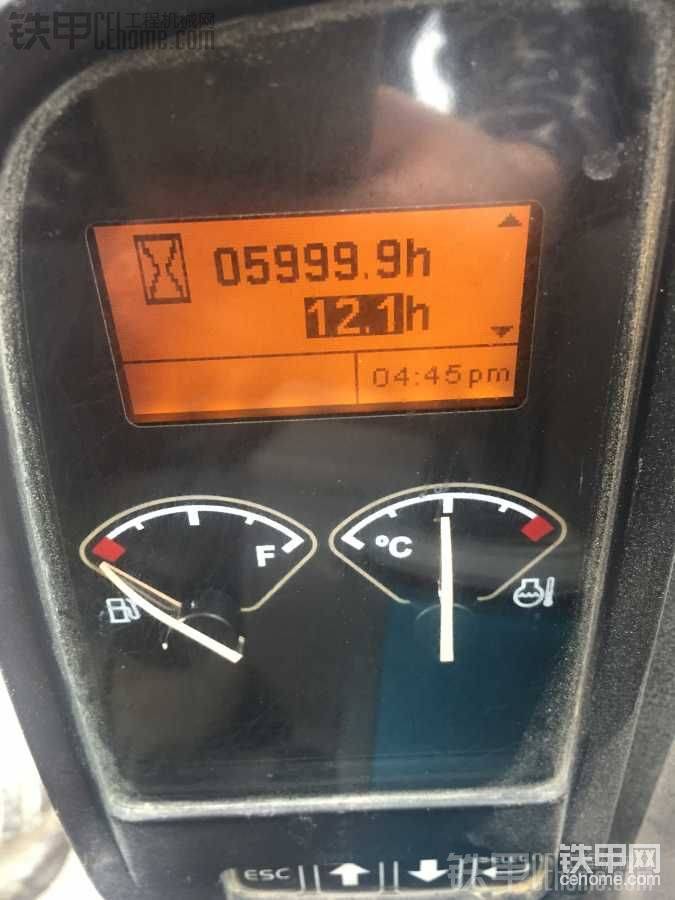 铁甲 工程机械网
CEhome.com
05999.9h
12.1h
04:45pm
F
°C
ESC
铁甲网
cehome.com